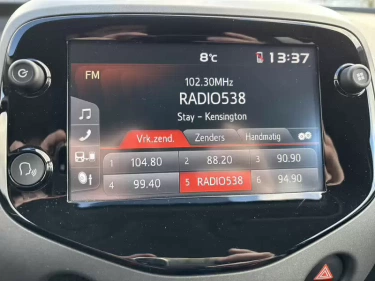 8°C 13:37
FM
102.30MHz
RADIO538
Stay - Kensington
Vrk.zend. Zenders Handmatig
1 104.80 2 88.20 3 90.90
4 99.40 5 RADIO538 6 94.90